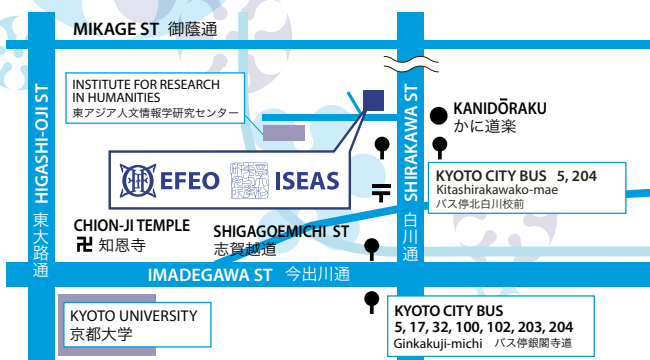 MIKAGE ST 御蔭通
HIGASHI-OJI ST 東大路通
INSTITUTE FOR RESEARCH
IN HUMANITIES
東アジア人文情報学研究センター
EFEO ISEAS
SHIRAKAWA ST 白川通
KANIDŌRAKU
かに道楽
KYOTO CITY BUS 5, 204
Kitashirakawako-mae
バス停北白川校前
CHION-JI TEMPLE
卍 知恩寺
SHIGAGOEMICHI ST
志賀越道
IMADEGAWA ST 今出川通
KYOTO UNIVERSITY
京都大学
KYOTO CITY BUS
5, 17, 32, 100, 102, 203, 204
Ginkakuji-michi バス停銀閣寺道